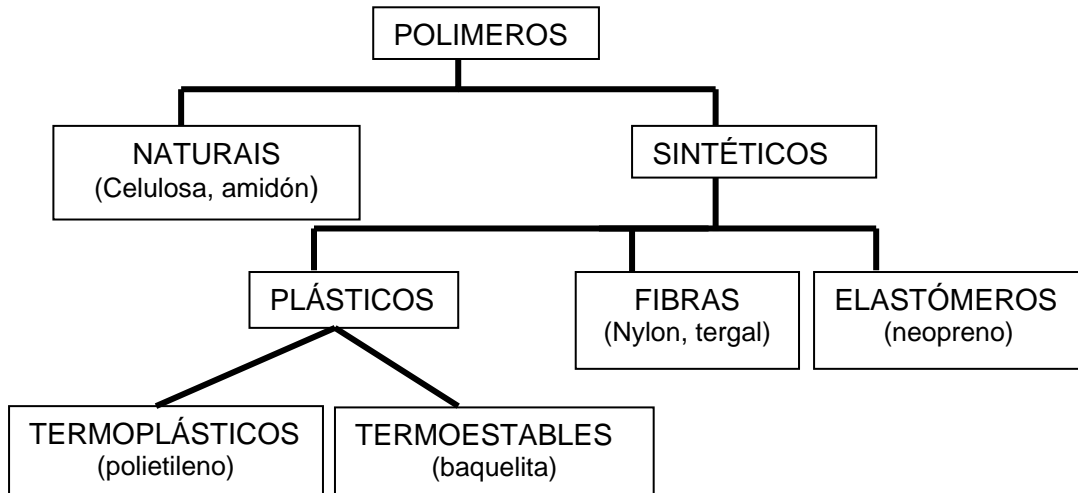 POLIMEROS
NATURAIS
(Celulosa, amidón)
SINTÉTICOS
PLÁSTICOS
FIBRAS
(Nylon, tergal)
ELASTÓMEROS
(neopreno)
TERMOPLÁSTICOS
(polietileno)
TERMOESTABLES
(baquelita)